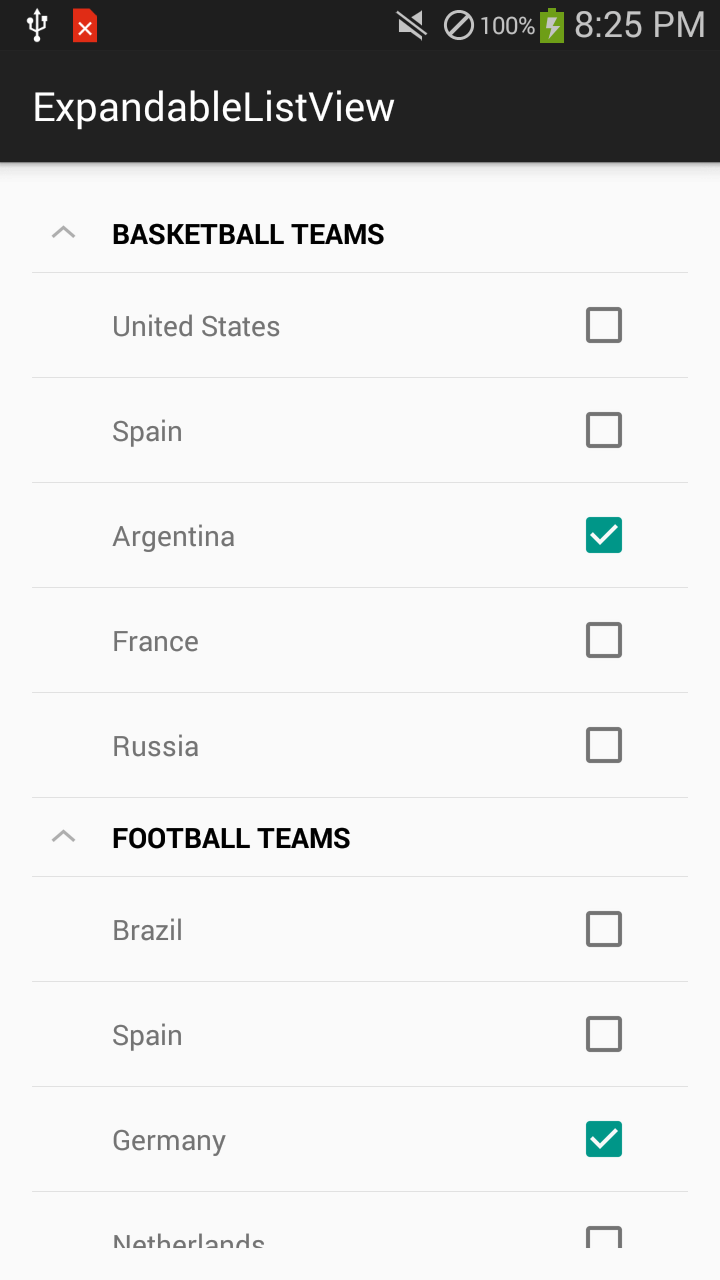 100% 8:25 PM
ExpandableListView
BASKETBALL TEAMS
United States
Spain
Argentina
France
Russia
FOOTBALL TEAMS
Brazil
Spain
Germany
Netherlands